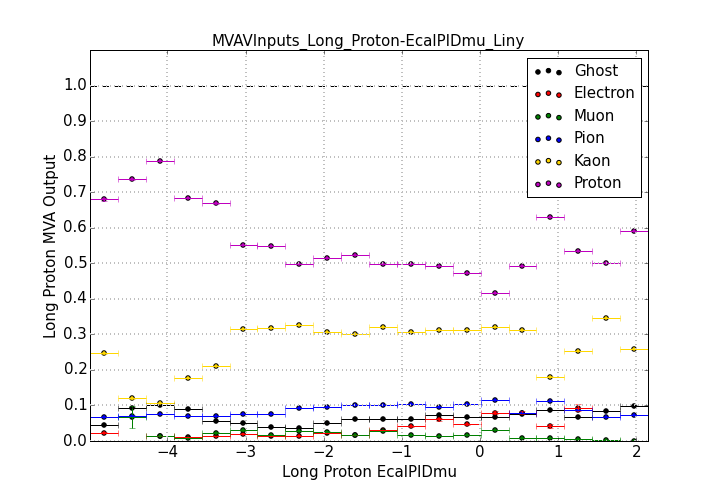 MVAVInputs_Long_Proton-EcalPIDmu_Liny
Long Proton MVA Output
1.0
0.9
0.8
0.7
0.6
0.5
0.4
0.3
0.2
0.1
0.0
Ghost
Electron
Muon
Pion
Kaon
Proton
−4 −3 −2 −1 0 1 2
Long Proton EcalPIDmu